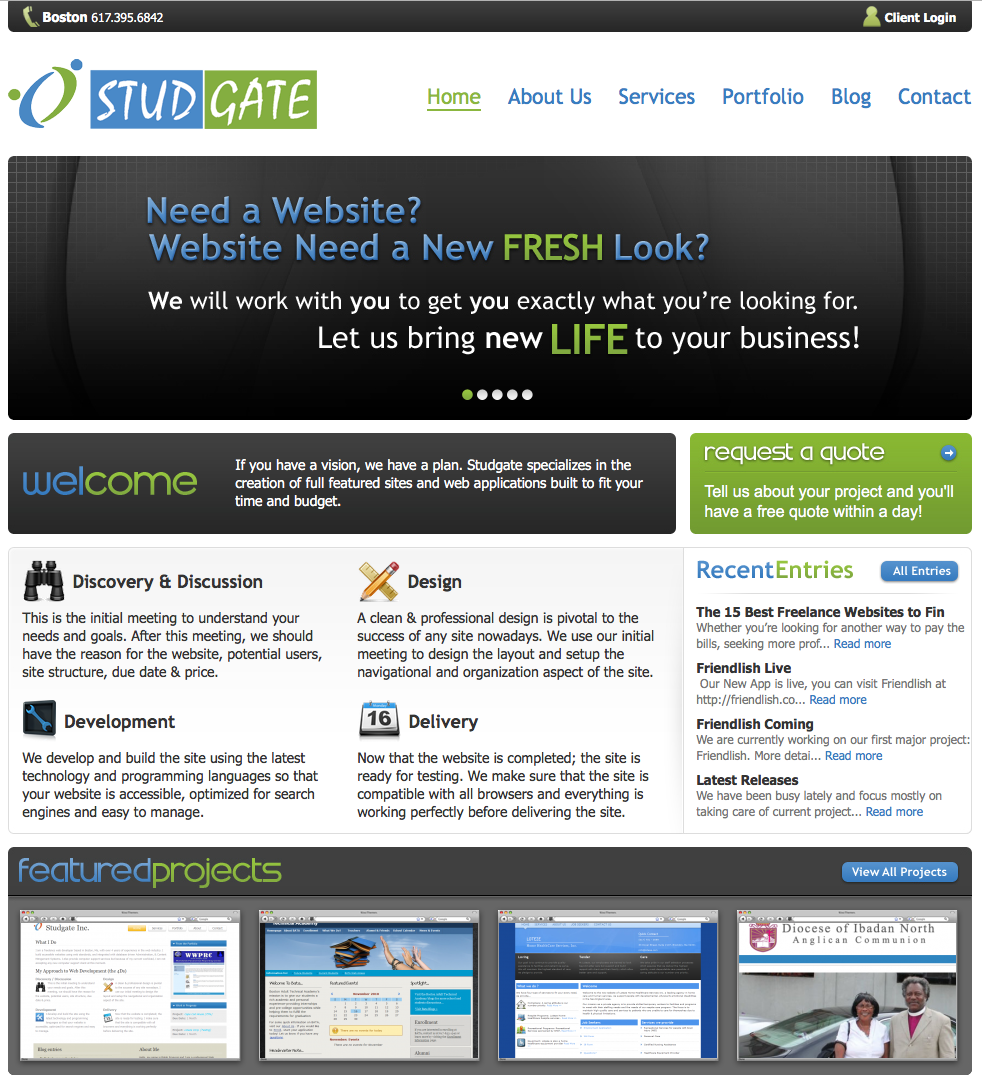 Boston 617.395.6842
Client Login
STUDGATE
Home About Us Services Portfolio Blog Contact
Need a Website?
Website Need a New FRESH Look?
We will work with you to get you exactly what you're looking for.
Let us bring new LIFE to your business!
welcome
If you have a vision, we have a plan. Studgate specializes in the
creation of full featured sites and web applications built to fit your
time and budget.
request a quote
Tell us about your project and you'll
have a free quote within a day!
Discovery & Discussion
This is the initial meeting to understand your
needs and goals. After this meeting, we should
have the reason for the website, potential users,
site structure, due date & price.
Design
A clean & professional design is pivotal to the
success of any site nowadays. We use our initial
meeting to design the layout and setup the
navigational and organization aspect of the site.
Development
We develop and build the site using the latest
technology and programming languages so that
your website is accessible, optimized for search
engines and easy to manage.
16
Delivery
Now that the website is completed; the site is
ready for testing. We make sure that the site is
compatible with all browsers and everything is
working perfectly before delivering the site.
RecentEntries
All Entries
The 15 Best Freelance Websites to Fin
Whether you're looking for another way to pay the
bills, seeking more prof... Read more
Friendlish Live
Our New App is live, you can visit Friendlish at
http://friendlish.co... Read more
Friendlish Coming
We are currently working on our first major project:
Friendlish. More detai... Read more
Latest Releases
We have been busy lately and focus mostly on
taking care of current project... Read more
featuredprojects
View All Projects
Studgate Inc.
What I Do
My Approach to Web Development (the 4Ds)
WWPRC
Blog entries
About Me
Welcome To
Featured Events
Spotlight
Enrollment
Alumni
Diocese of Ibadan North
Anglican Communion